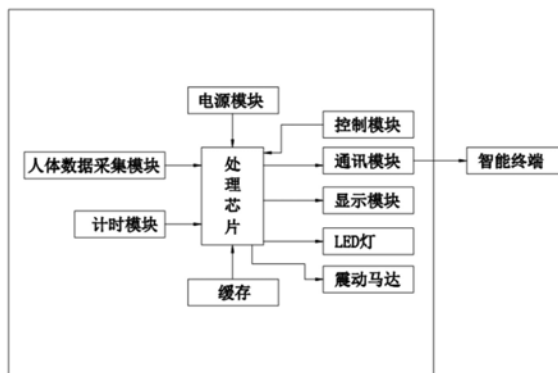 电源模块
控制模块
人体数据采集模块
处理芯片
通讯模块
智能终端
计时模块
显示模块
LED灯
缓存
震动马达